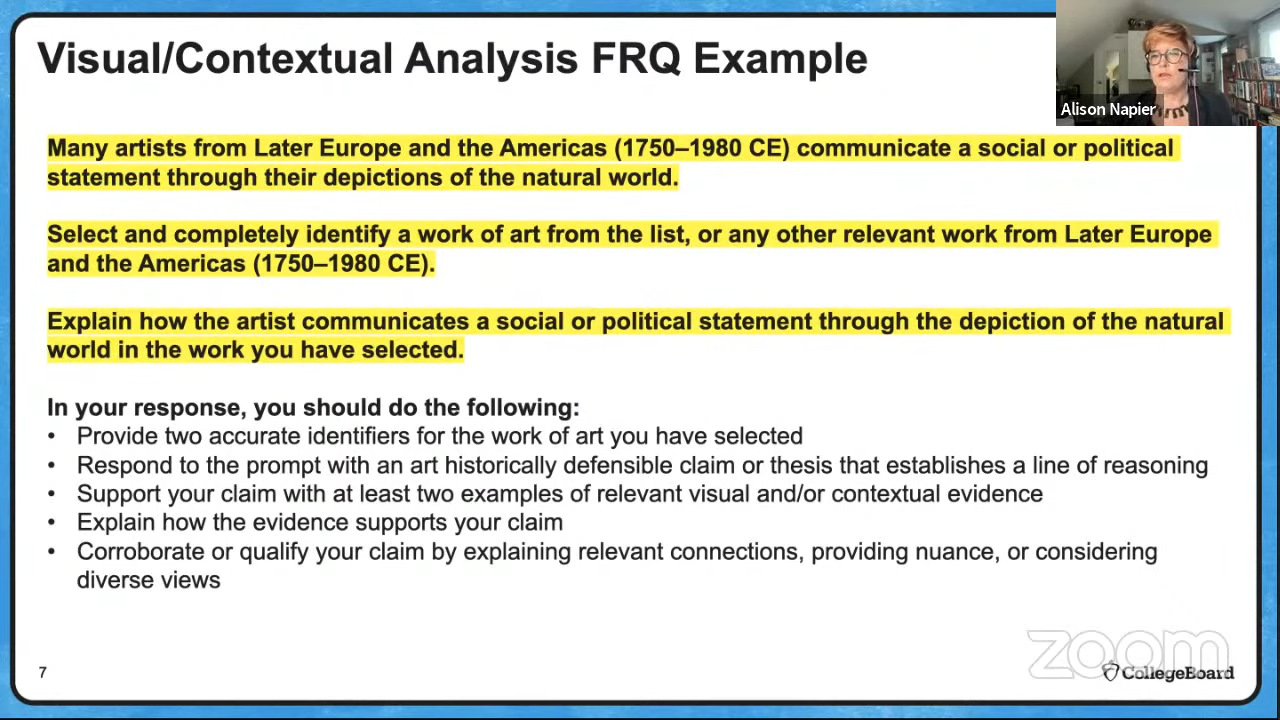 Visual/Contextual Analysis FRQ Example
Alison Napier
Many artists from Later Europe and the Americas (1750–1980 CE) communicate a social or political
statement through their depictions of the natural world.
Select and completely identify a work of art from the list, or any other relevant work from Later Europe
and the Americas (1750–1980 CE).
Explain how the artist communicates a social or political statement through the depiction of the natural
world in the work you have selected.
In your response, you should do the following:
• Provide two accurate identifiers for the work of art you have selected
• Respond to the prompt with an art historically defensible claim or thesis that establishes a line of reasoning
• Support your claim with at least two examples of relevant visual and/or contextual evidence
• Explain how the evidence supports your claim
• Corroborate or qualify your claim by explaining relevant connections, providing nuance, or considering
diverse views
zoom
7
CollegeBoard